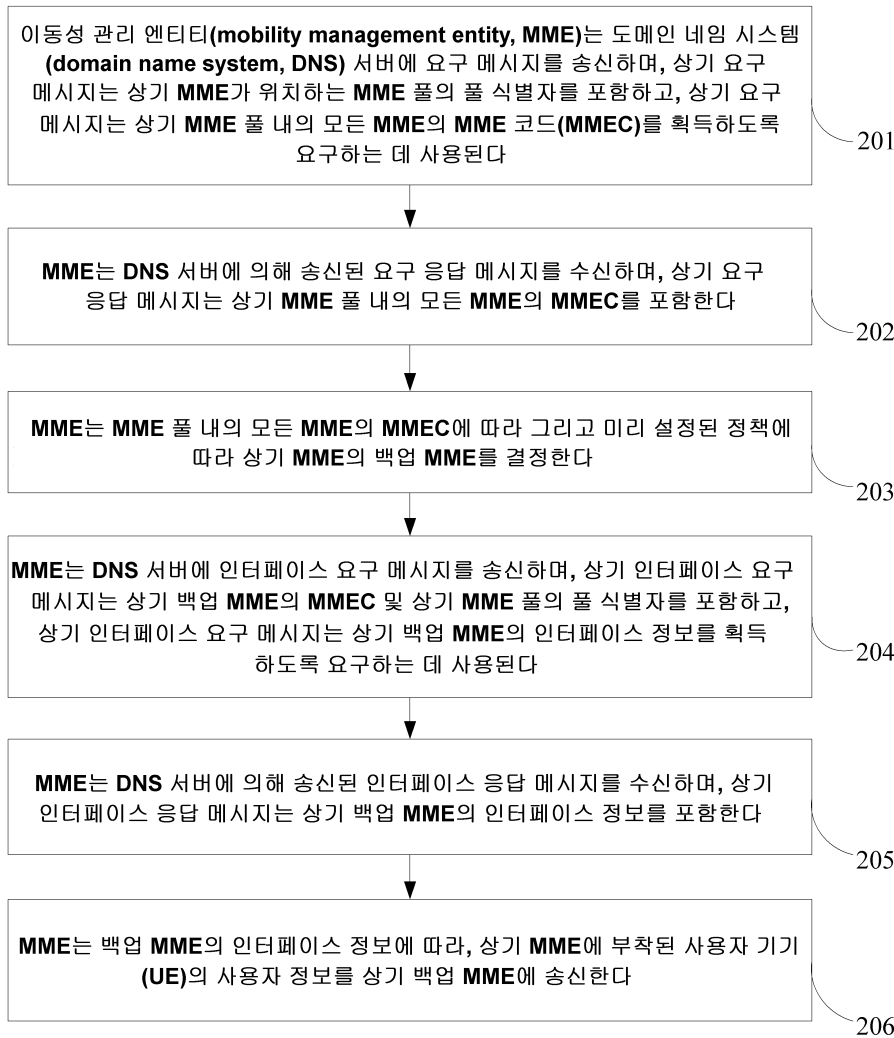 이동성 관리 엔티티(mobility management entity, MME)는 도메인 네임 시스템
(domain name system, DNS) 서버에 요구 메시지를 송신하며, 상기 요구
메시지는 상기 MME가 위치하는 MME 풀의 풀 식별자를 포함하고, 상기 요구
메시지는 상기 MME 풀 내의 모든 MME의 MME 코드(MMEC)를 획득하도록
요구하는 데 사용된다
201
MME는 DNS 서버에 의해 송신된 요구 응답 메시지를 수신하며, 상기 요구
응답 메시지는 상기 MME 풀 내의 모든 MME의 MMEC를 포함한다
202
MME는 MME 풀 내의 모든 MME의 MMEC에 따라 그리고 미리 설정된 정책에
따라 상기 MME의 백업 MME를 결정한다
203
MME는 DNS 서버에 인터페이스 요구 메시지를 송신하며, 상기 인터페이스 요구
메시지는 상기 백업 MME의 MMEC 및 상기 MME 풀의 풀 식별자를 포함하고,
상기 인터페이스 요구 메시지는 상기 백업 MME의 인터페이스 정보를 획득
하도록 요구하는 데 사용된다
204
MME는 DNS 서버에 의해 송신된 인터페이스 응답 메시지를 수신하며, 상기
인터페이스 응답 메시지는 상기 백업 MME의 인터페이스 정보를 포함한다
205
MME는 백업 MME의 인터페이스 정보에 따라, 상기 MME에 부착된 사용자 기기
(UE)의 사용자 정보를 상기 백업 MME에 송신한다
206